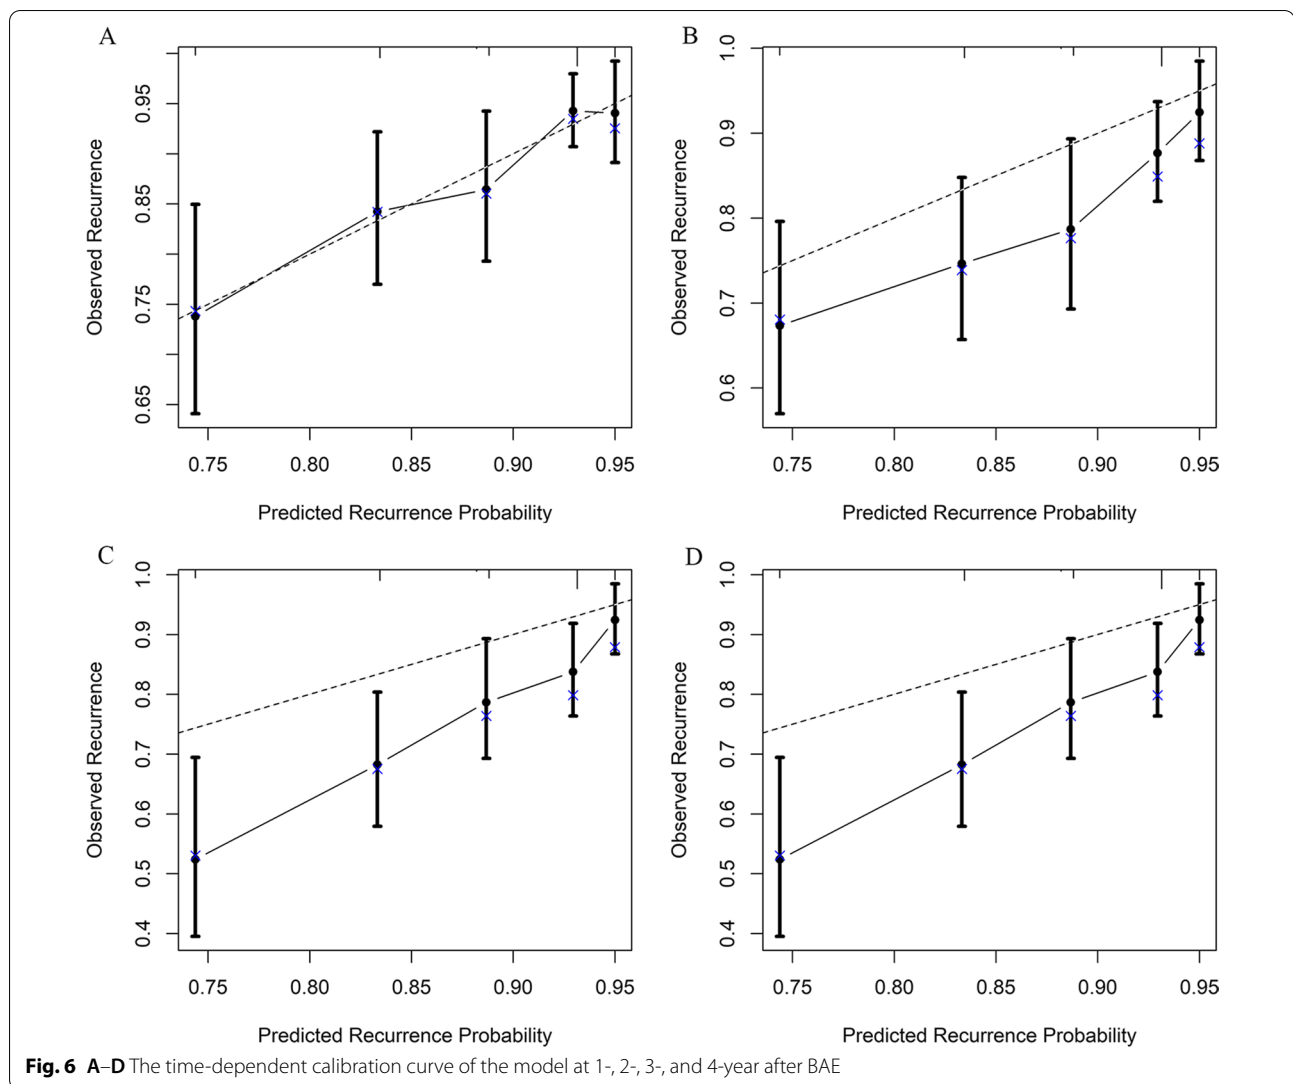 A
Observed Recurrence
0.95
0.85
0.75
0.65
0.75 0.80 0.85 0.90 0.95
Predicted Recurrence Probability
B
Observed Recurrence
1.0
0.9
0.8
0.7
0.6
0.75 0.80 0.85 0.90 0.95
Predicted Recurrence Probability
C
Observed Recurrence
1.0
0.9
0.8
0.7
0.6
0.5
0.4
0.75 0.80 0.85 0.90 0.95
Predicted Recurrence Probability
D
Observed Recurrence
1.0
0.9
0.8
0.7
0.6
0.5
0.4
0.75 0.80 0.85 0.90 0.95
Predicted Recurrence Probability
Fig. 6 A–D The time-dependent calibration curve of the model at 1-, 2-, 3-, and 4-year after BAE